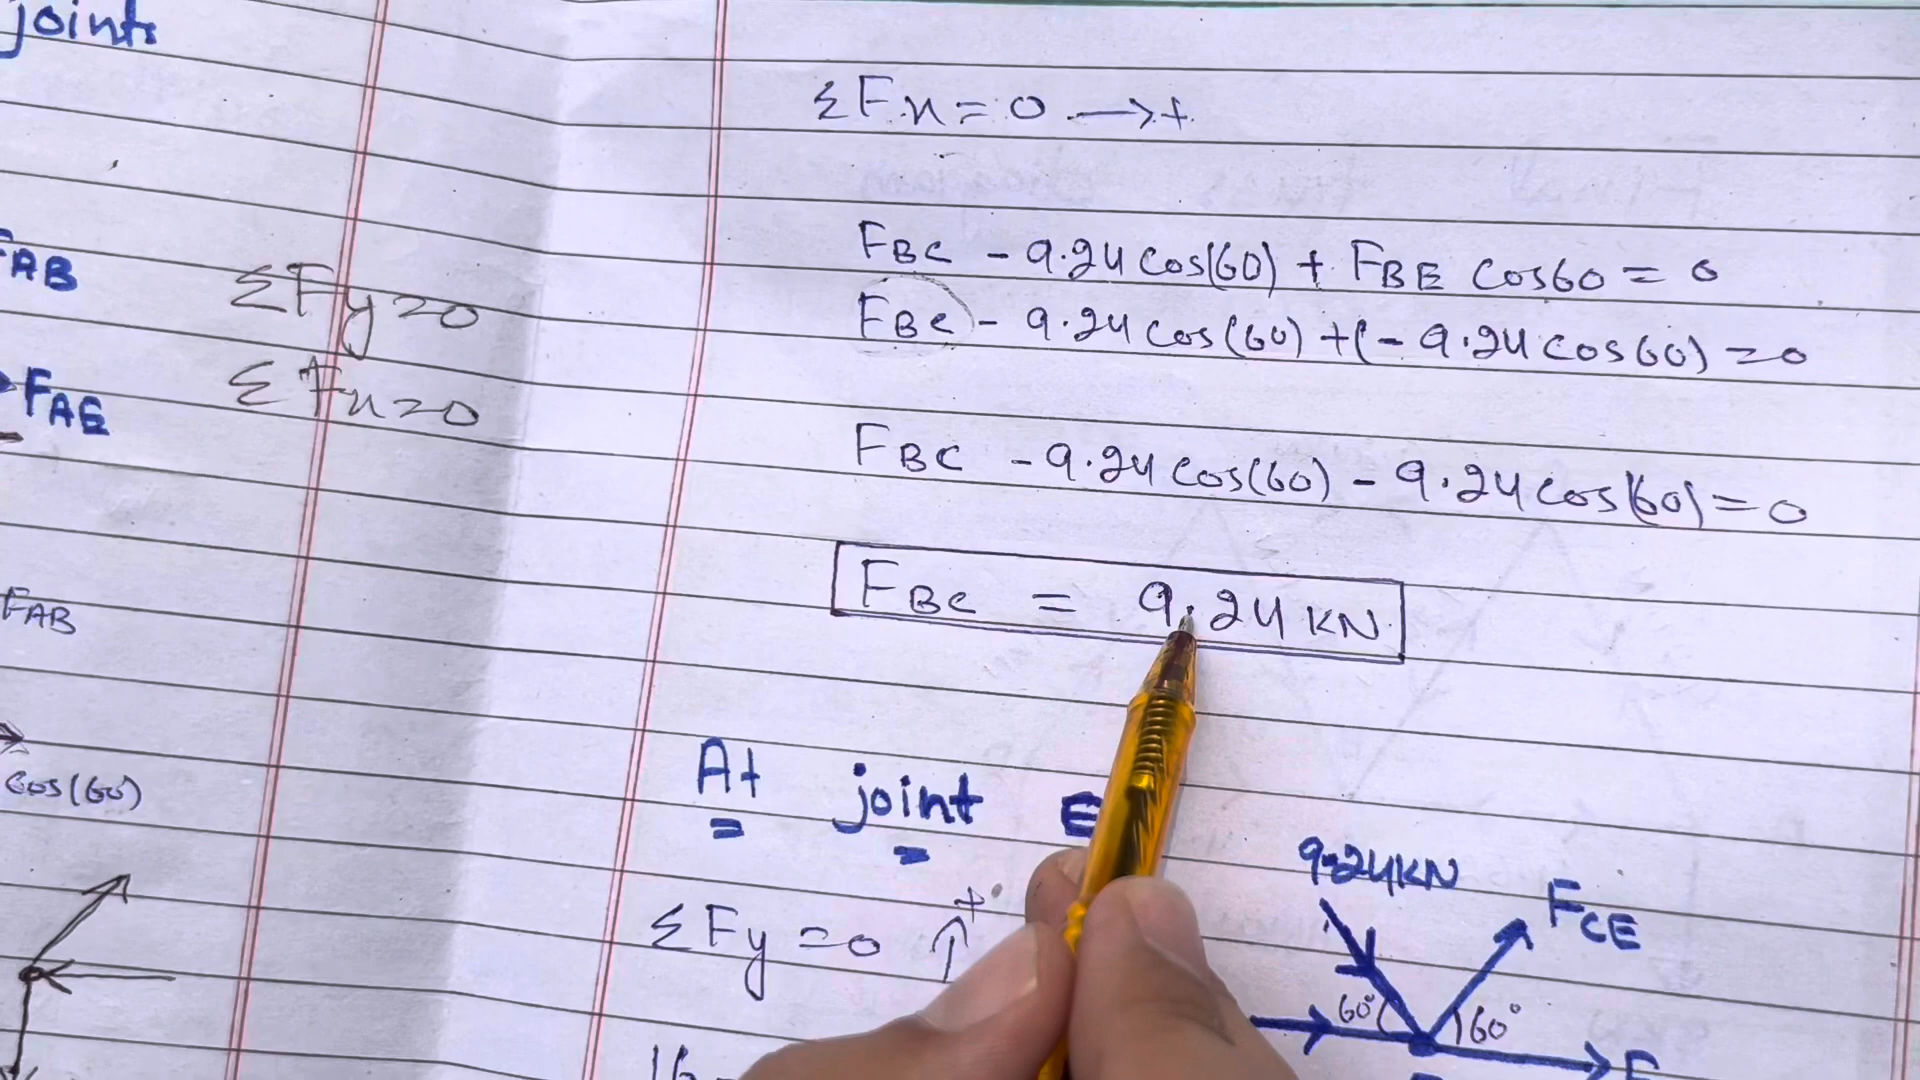 joints
FAB
ΣFy=0
FAE
ΣFx=0
FAB
cos(60)
ΣFx=0 →+
FBC - 9.24 cos(60) + FBE cos60 = 0
FBC - 9.24 cos(60) +(- 9.24 cos60) =0
FBC - 9.24 cos(60) - 9.24 cos(60) = 0
FBC = 9.24 KN
At joint E
ΣFy =0 ↑+
16
9.24KN
FCE
60°
60°